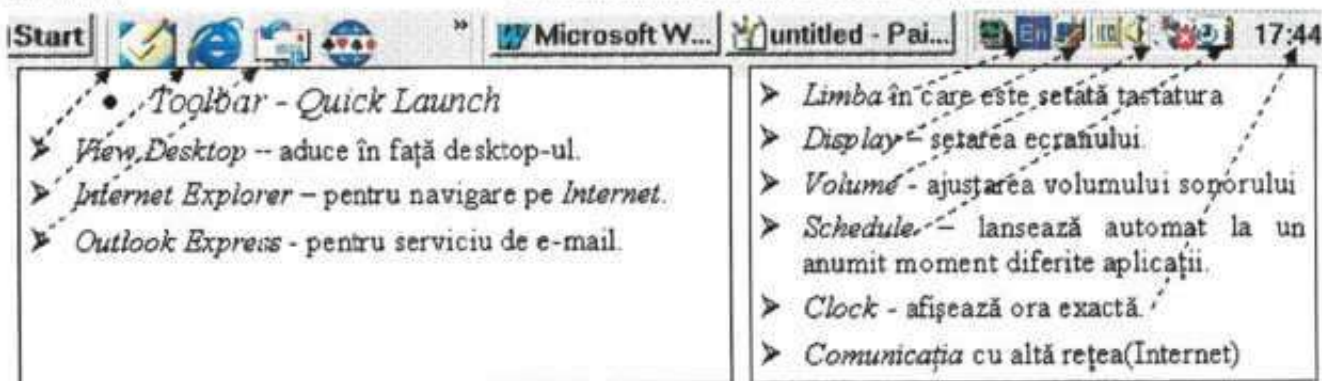 Start » Microsoft W... untitled - Pai... En 17:44
• Toolbar - Quick Launch
➢ View Desktop – aduce în față desktop-ul.
➢ Internet Explorer – pentru navigare pe Internet.
➢ Outlook Express - pentru serviciu de e-mail.
➢ Limba în care este setată tastatura
➢ Display – setarea ecranului.
➢ Volume - ajustarea volumului sonorului
➢ Schedule – lansează automat la un
anumit moment diferite aplicații.
➢ Clock - afișează ora exactă.
➢ Comunicația cu altă rețea(Internet)